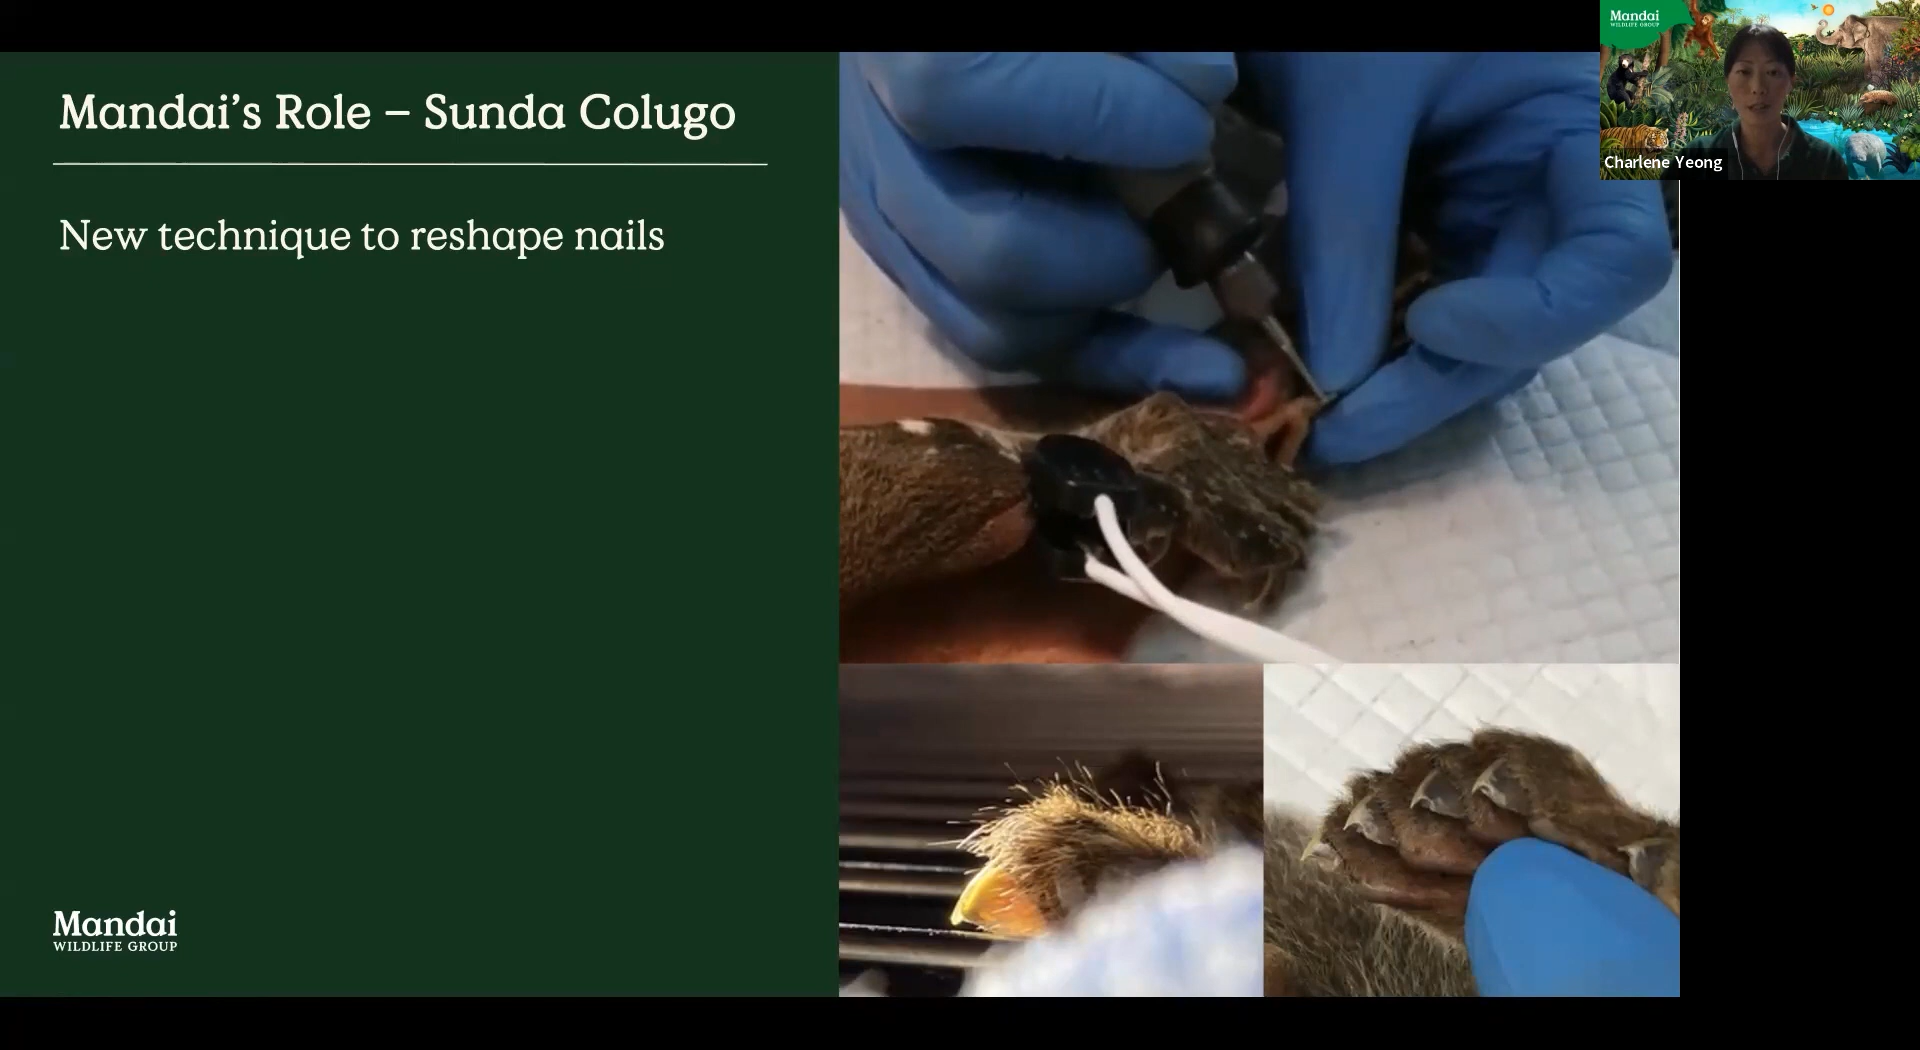 Mandai's Role – Sunda Colugo
New technique to reshape nails
Mandai
WILDLIFE GROUP
Mandai
WILDLIFE GROUP
Charlene Yeong